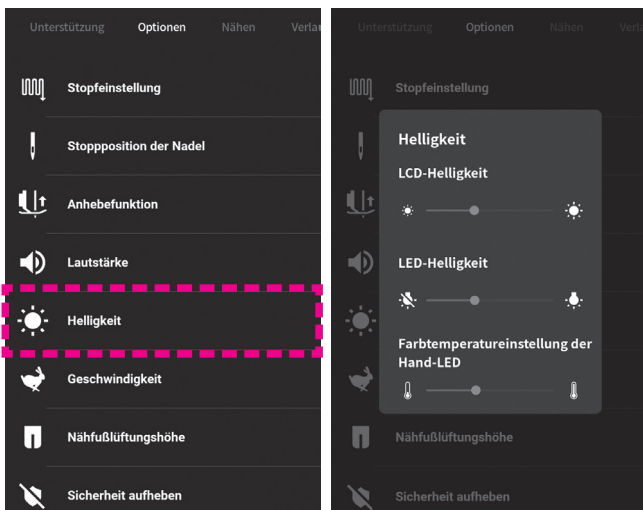 Unterstützung Optionen Nähen Verlau
Stopfeinstellung
Stoppposition der Nadel
Anhebefunktion
Lautstärke
Helligkeit
Geschwindigkeit
Nähfußlüftungshöhe
Sicherheit aufheben
Unterstützung Optionen Nähen Verla
Stopfeinstellung
Helligkeit
LCD-Helligkeit
LED-Helligkeit
Farbtemperatureinstellung der
Hand-LED
Nähfußlüftungshöhe
Sicherheit aufheben